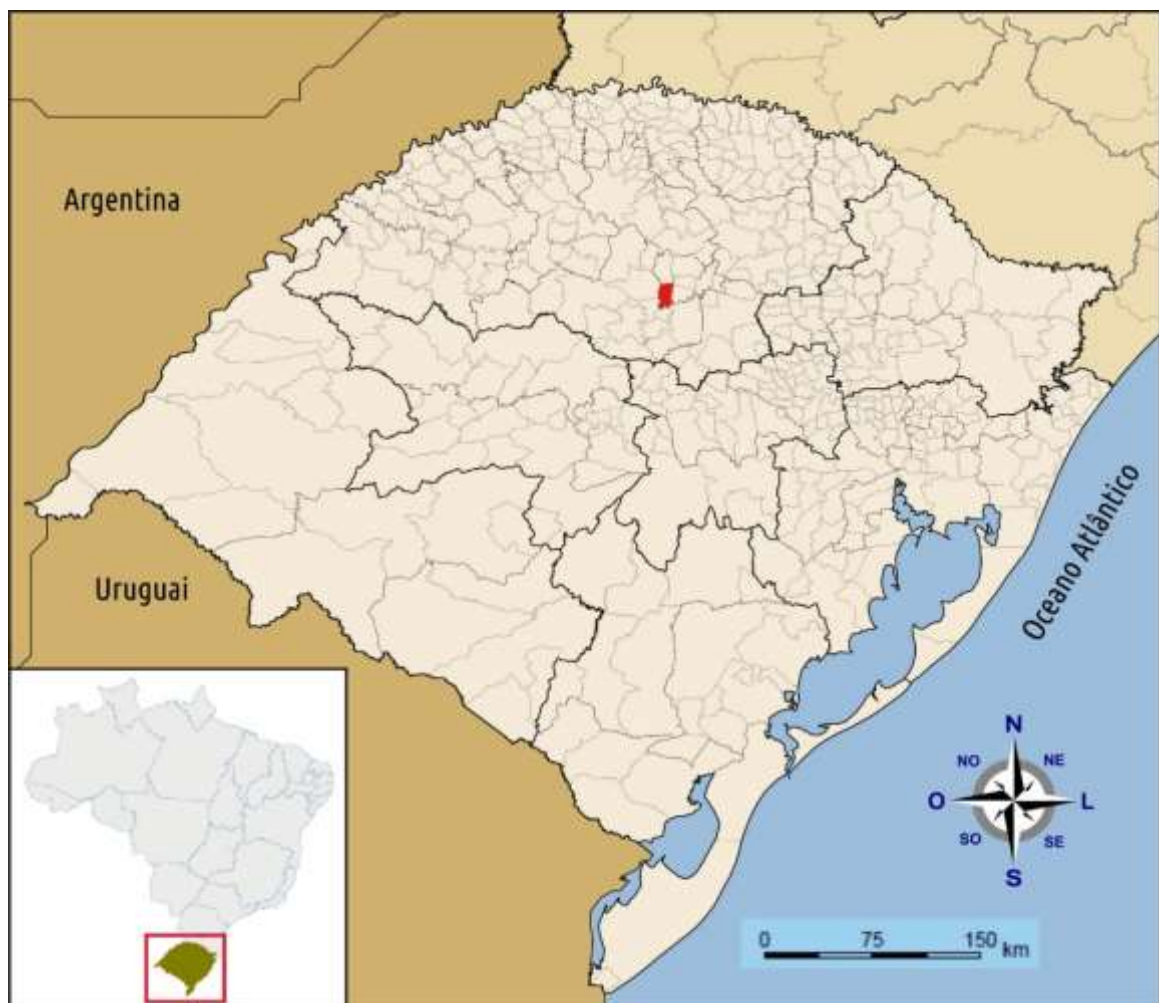 Argentina
Uruguai
Oceano Atlântico
N
NO
NE
O
L
SO
SE
S
0 75 150 km